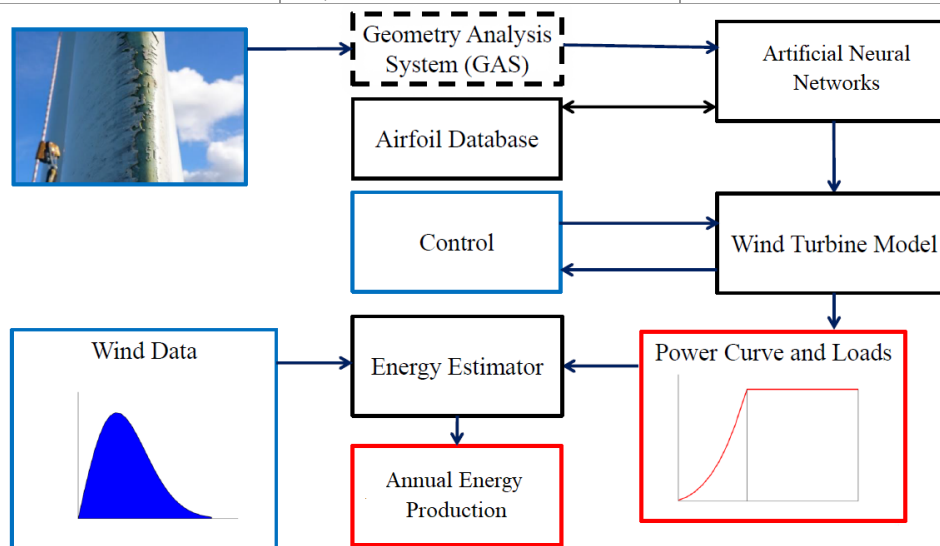 Geometry Analysis
System (GAS)
Artificial Neural
Networks
Airfoil Database
Control
Wind Turbine Model
Wind Data
Energy Estimator
Power Curve and Loads
Annual Energy
Production